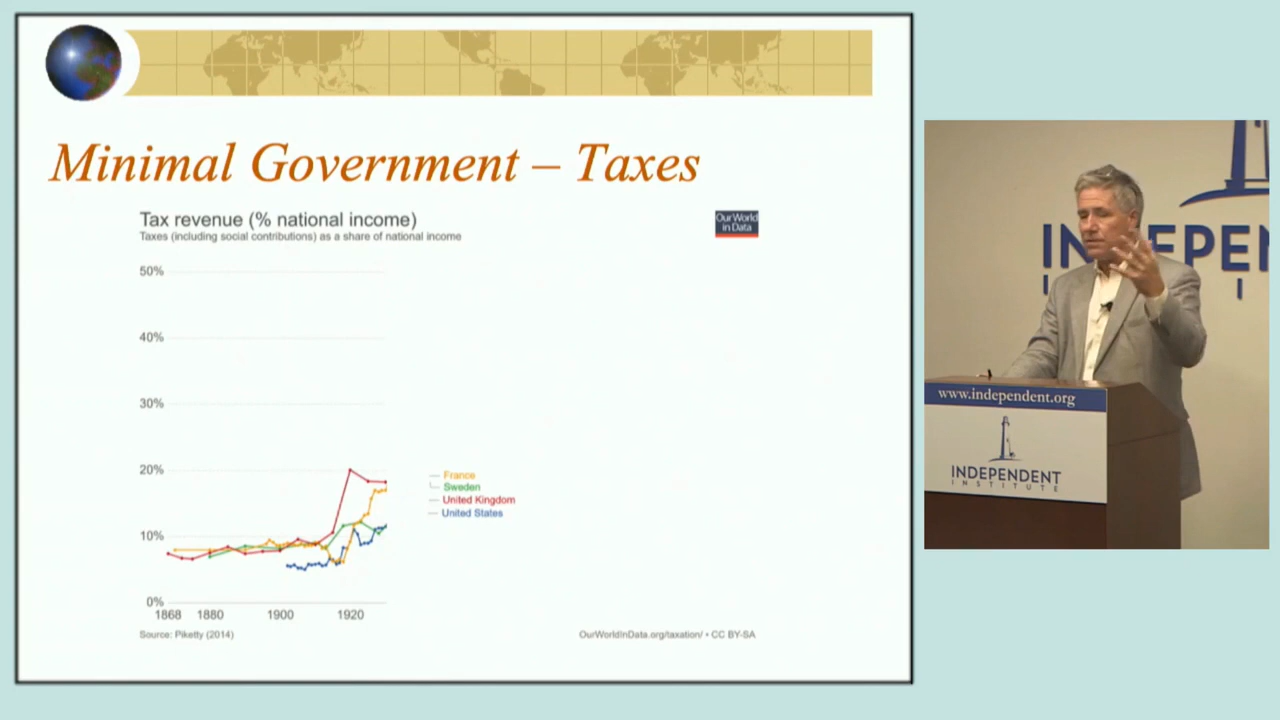 Minimal Government – Taxes
Tax revenue (% national income)
Taxes (including social contributions) as a share of national income
Our World
in Data
50%
40%
30%
20%
10%
0%
France
Sweden
United Kingdom
United States
1868 1880 1900 1920
Source: Piketty (2014)
OurWorldInData.org/taxation/ • CC BY-SA
www.independent.org
INDEPENDENT
INSTITUTE